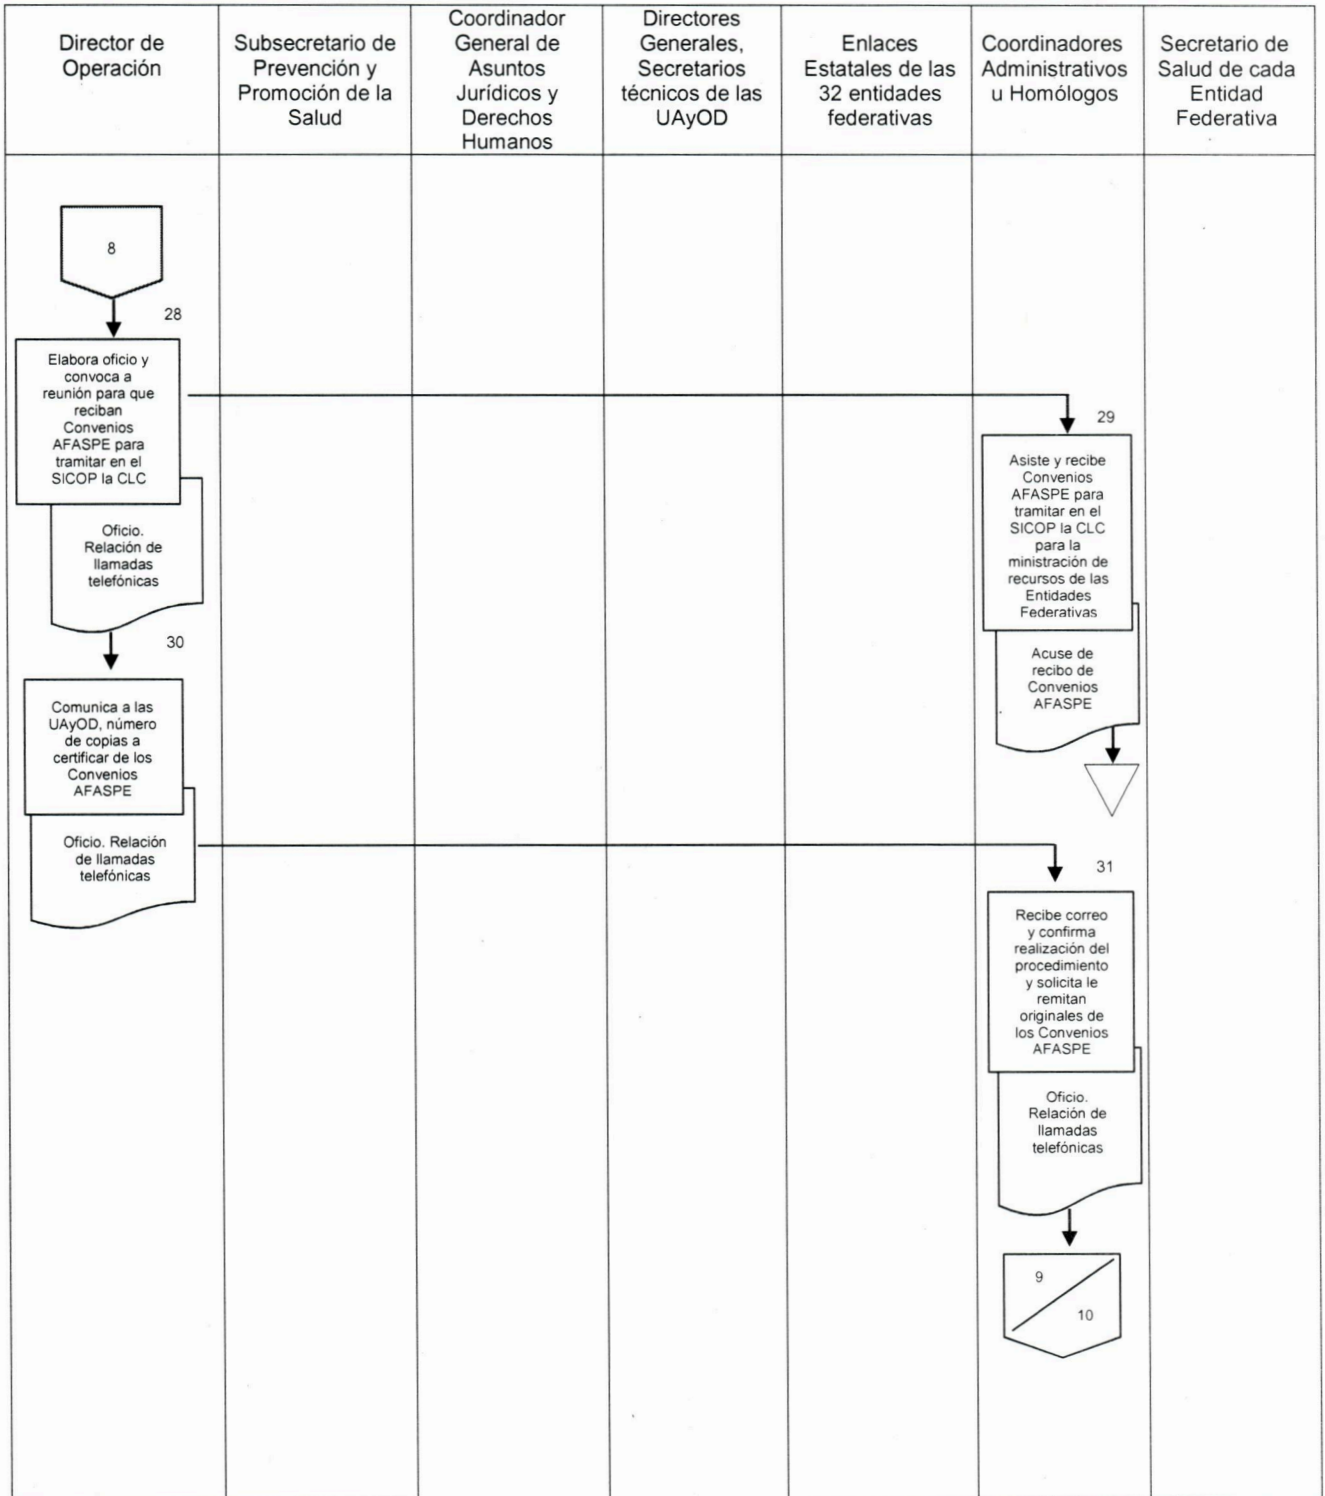 Director de
Operación
Subsecretario de
Prevención y
Promoción de la
Salud
Coordinador
General de
Asuntos
Jurídicos y
Derechos
Humanos
Directores
Generales,
Secretarios
técnicos de las
UAyOD
Enlaces
Estatales de las
32 entidades
federativas
Coordinadores
Administrativos
u Homólogos
Secretario de
Salud de cada
Entidad
Federativa
8
28
Elabora oficio y
convoca a
reunión para que
reciban
Convenios
AFASPE para
tramitar en el
SICOP la CLC
Oficio.
Relación de
llamadas
telefónicas
29
Asiste y recibe
Convenios
AFASPE para
tramitar en el
SICOP la CLC
para la
ministración de
recursos de las
Entidades
Federativas
Acuse de
recibo de
Convenios
AFASPE
30
Comunica a las
UAyOD, número
de copias a
certificar de los
Convenios
AFASPE
Oficio. Relación
de llamadas
telefónicas
31
Recibe correo
y confirma
realización del
procedimiento
y solicita le
remitan
originales de
los Convenios
AFASPE
Oficio.
Relación de
llamadas
telefónicas
9
10